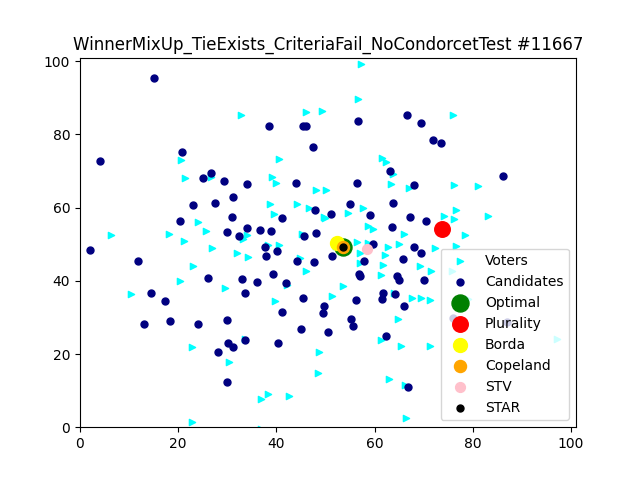 WinnerMixUp_TieExists_CriteriaFail_NoCondorcetTest #11667
100
80
60
40
20
0
0 20 40 60 80 100
Voters
Candidates
Optimal
Plurality
Borda
Copeland
STV
STAR